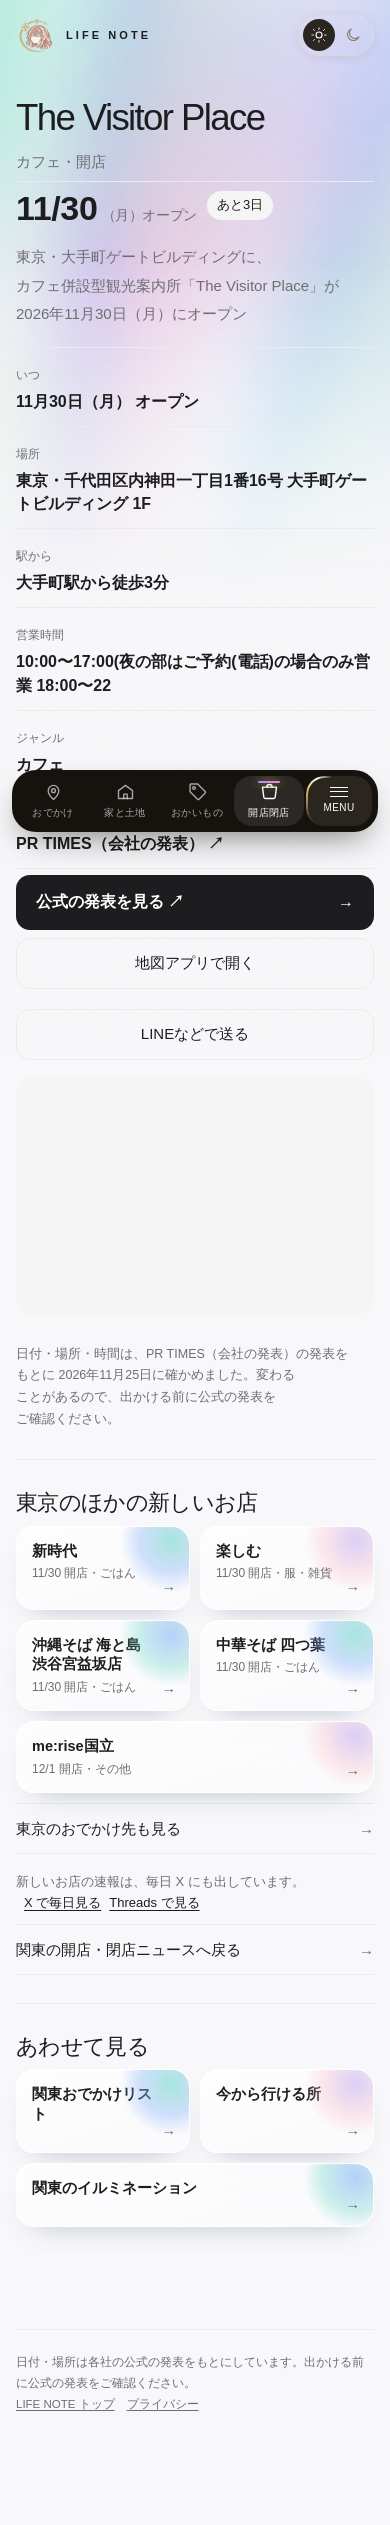 LIFE NOTE
The Visitor Place
カフェ・開店
11/30 （月）オープン あと3日
東京・大手町ゲートビルディングに、
カフェ併設型観光案内所「The Visitor Place」が
2026年11月30日（月）にオープン
いつ
11月30日（月） オープン
場所
東京・千代田区内神田一丁目1番16号 大手町ゲー
トビルディング 1F
駅から
大手町駅から徒歩3分
営業時間
10:00〜17:00(夜の部はご予約(電話)の場合のみ営
業 18:00〜22
ジャンル
カフェ
おでかけ 家と土地 おかいもの 開店閉店 MENU
PR TIMES（会社の発表） ↗
公式の発表を見る ↗ →
地図アプリで開く
LINEなどで送る
日付・場所・時間は、PR TIMES（会社の発表）の発表を
もとに 2026年11月25日に確かめました。変わる
ことがあるので、出かける前に公式の発表を
ご確認ください。
東京のほかの新しいお店
新時代
11/30 開店・ごはん
→
楽しむ
11/30 開店・服・雑貨
→
沖縄そば 海と島
渋谷宮益坂店
11/30 開店・ごはん
→
中華そば 四つ葉
11/30 開店・ごはん
→
me:rise国立
12/1 開店・その他
→
東京のおでかけ先も見る →
新しいお店の速報は、毎日 X にも出しています。
X で毎日見る Threads で見る
関東の開店・閉店ニュースへ戻る →
あわせて見る
関東おでかけリス
ト
→
今から行ける所
→
関東のイルミネーション
→
日付・場所は各社の公式の発表をもとにしています。出かける前
に公式の発表をご確認ください。
LIFE NOTE トップ プライバシー